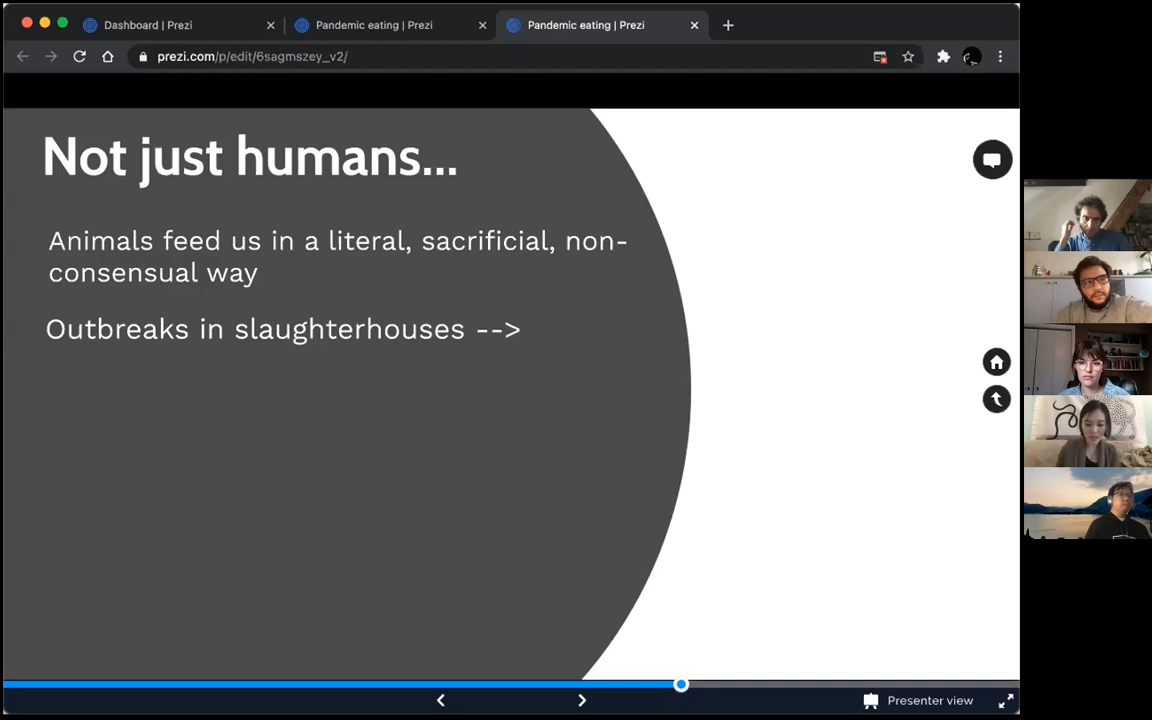 Dashboard | Prezi
Pandemic eating | Prezi
Pandemic eating | Prezi
prezi.com/p/edit/6sagmszey_v2/
Not just humans...
Animals feed us in a literal, sacrificial, non-
consensual way
Outbreaks in slaughterhouses -->
Presenter view